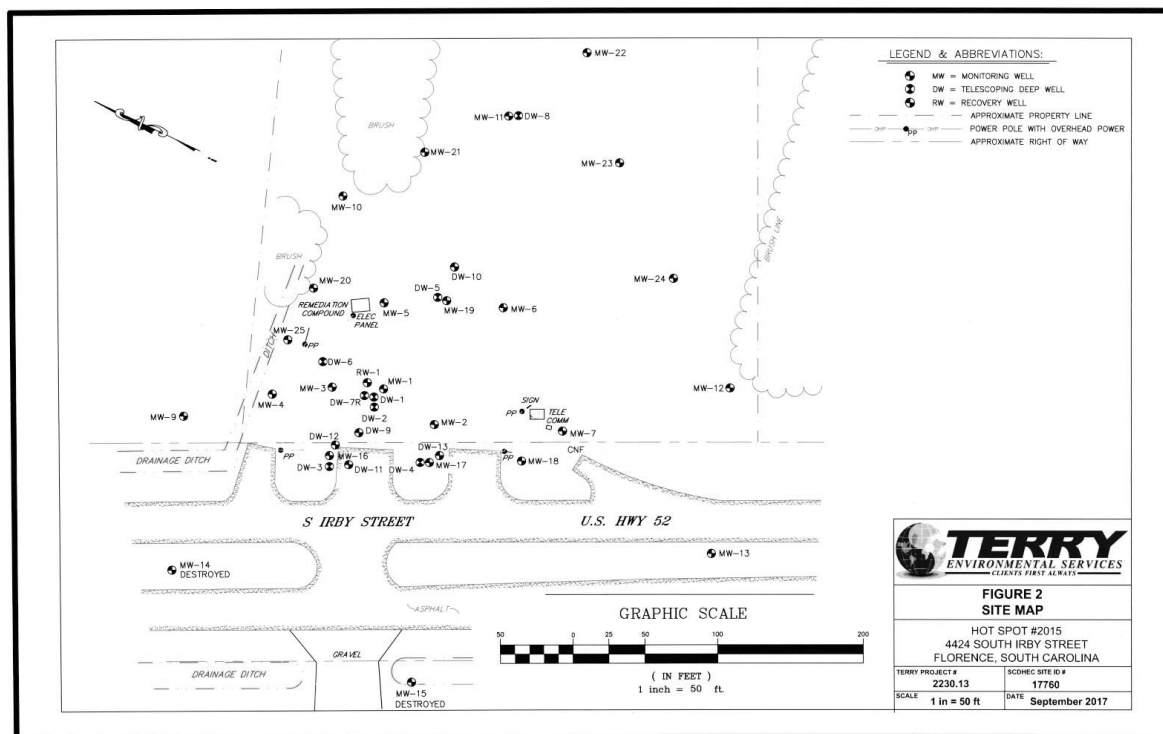 LEGEND & ABBREVIATIONS:
MW = MONITORING WELL
DW = TELESCOPING DEEP WELL
RW = RECOVERY WELL
APPROXIMATE PROPERTY LINE
OHP PP OHP POWER POLE WITH OVERHEAD POWER
APPROXIMATE RIGHT OF WAY
MW-22
BRUSH
MW-11 DW-8
MW-21
MW-23
MW-10
BRUSH LINE
BRUSH
DW-10
MW-24
MW-20
DW-5
REMEDIATION
COMPOUND
MW-5
MW-19
MW-6
ELEC
PANEL
MW-25
PP
DITCH
DW-6
RW-1
MW-3
MW-1
MW-12
MW-4
DW-7R
DW-1
DW-2
SIGN
PP
TELE
COMM
MW-9
DW-9
MW-2
MW-7
DW-12
DW-13
CNF
PP
PP
DRAINAGE DITCH
MW-16
DW-3
DW-11
DW-4
MW-17
MW-18
S IRBY STREET
U.S. HWY 52
MW-14
DESTROYED
MW-13
ASPHALT
GRAVEL
DRAINAGE DITCH
MW-15
DESTROYED
GRAPHIC SCALE
50 0 25 50 100 200
( IN FEET )
1 inch = 50 ft.
TERRY
ENVIRONMENTAL SERVICES
CLIENTS FIRST ALWAYS
FIGURE 2
SITE MAP
HOT SPOT #2015
4424 SOUTH IRBY STREET
FLORENCE, SOUTH CAROLINA
TERRY PROJECT #
2230.13
SCDHEC SITE ID #
17760
SCALE
1 in = 50 ft
DATE
September 2017